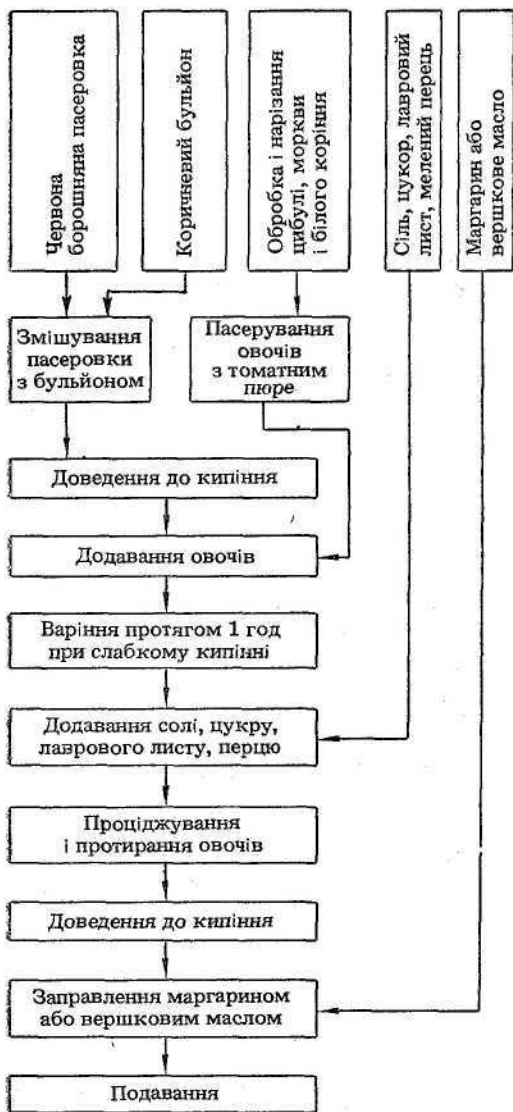 Червона
борошняна пасеровка
Коричневий бульйон
Обробка і нарізання
цибулі, моркви
і білого коріння
Сіль, цукор, лавровий
лист, мелений перець
Маргарин або
вершкове масло
Змішування
пасеровки
з бульйоном
Пасерування
овочів
з томатним
пюре
Доведення до кипіння
Додавання овочів
Варіння протягом 1 год
при слабкому кипінні
Додавання солі, цукру,
лаврового листу, перцю
Проціджування
і протирання овочів
Доведення до кипіння
Заправлення маргарином
або вершковим маслом
Подавання